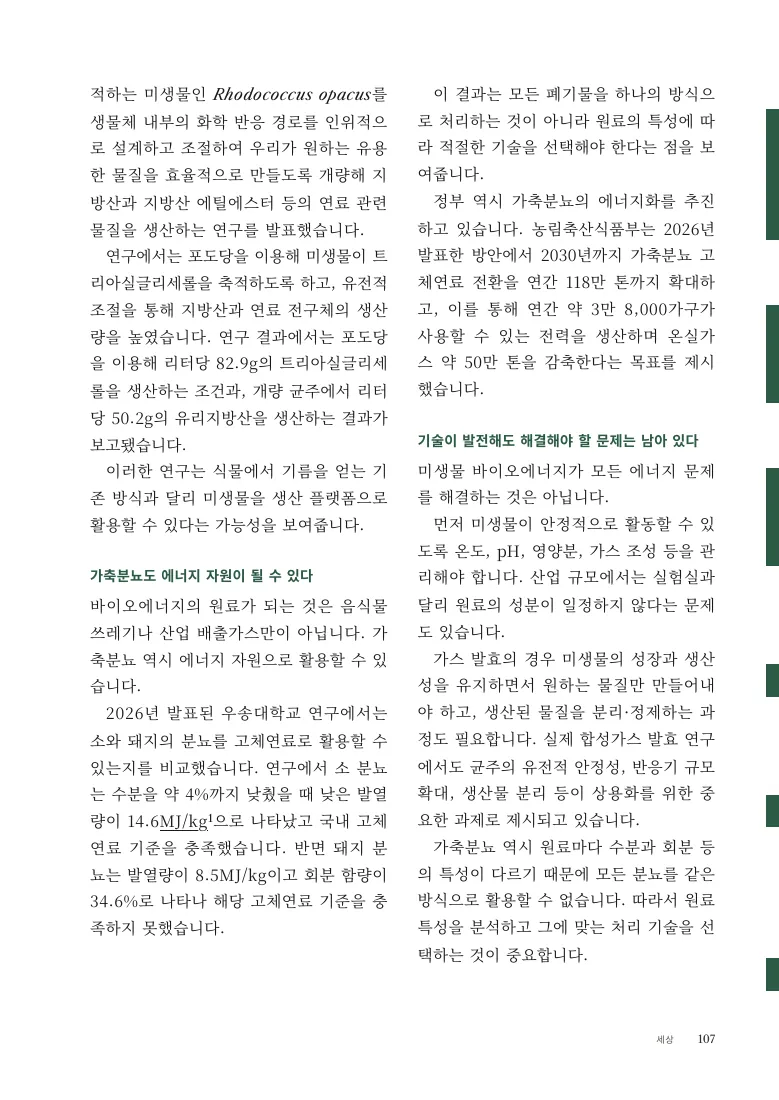 적하는 미생물인 Rhodococcus opacus를
생물체 내부의 화학 반응 경로를 인위적으
로 설계하고 조절하여 우리가 원하는 유용
한 물질을 효율적으로 만들도록 개량해 지
방산과 지방산 에틸에스터 등의 연료 관련
물질을 생산하는 연구를 발표했습니다.
연구에서는 포도당을 이용해 미생물이 트
리아실글리세롤을 축적하도록 하고, 유전적
조절을 통해 지방산과 연료 전구체의 생산
량을 높였습니다. 연구 결과에서는 포도당
을 이용해 리터당 82.9g의 트리아실글리세
롤을 생산하는 조건과, 개량 균주에서 리터
당 50.2g의 유리지방산을 생산하는 결과가
보고됐습니다.
이러한 연구는 식물에서 기름을 얻는 기
존 방식과 달리 미생물을 생산 플랫폼으로
활용할 수 있다는 가능성을 보여줍니다.
가축분뇨도 에너지 자원이 될 수 있다
바이오에너지의 원료가 되는 것은 음식물
쓰레기나 산업 배출가스만이 아닙니다. 가
축분뇨 역시 에너지 자원으로 활용할 수 있
습니다.
2026년 발표된 우송대학교 연구에서는
소와 돼지의 분뇨를 고체연료로 활용할 수
있는지를 비교했습니다. 연구에서 소 분뇨
는 수분을 약 4%까지 낮췄을 때 낮은 발열
량이 14.6MJ/kg¹으로 나타났고 국내 고체
연료 기준을 충족했습니다. 반면 돼지 분
뇨는 발열량이 8.5MJ/kg이고 회분 함량이
34.6%로 나타나 해당 고체연료 기준을 충
족하지 못했습니다.
이 결과는 모든 폐기물을 하나의 방식으
로 처리하는 것이 아니라 원료의 특성에 따
라 적절한 기술을 선택해야 한다는 점을 보
여줍니다.
정부 역시 가축분뇨의 에너지화를 추진
하고 있습니다. 농림축산식품부는 2026년
발표한 방안에서 2030년까지 가축분뇨 고
체연료 전환을 연간 118만 톤까지 확대하
고, 이를 통해 연간 약 3만 8,000가구가
사용할 수 있는 전력을 생산하며 온실가
스 약 50만 톤을 감축한다는 목표를 제시
했습니다.
기술이 발전해도 해결해야 할 문제는 남아 있다
미생물 바이오에너지가 모든 에너지 문제
를 해결하는 것은 아닙니다.
먼저 미생물이 안정적으로 활동할 수 있
도록 온도, pH, 영양분, 가스 조성 등을 관
리해야 합니다. 산업 규모에서는 실험실과
달리 원료의 성분이 일정하지 않다는 문제
도 있습니다.
가스 발효의 경우 미생물의 성장과 생산
성을 유지하면서 원하는 물질만 만들어내
야 하고, 생산된 물질을 분리·정제하는 과
정도 필요합니다. 실제 합성가스 발효 연구
에서도 균주의 유전적 안정성, 반응기 규모
확대, 생산물 분리 등이 상용화를 위한 중
요한 과제로 제시되고 있습니다.
가축분뇨 역시 원료마다 수분과 회분 등
의 특성이 다르기 때문에 모든 분뇨를 같은
방식으로 활용할 수 없습니다. 따라서 원료
특성을 분석하고 그에 맞는 처리 기술을 선
택하는 것이 중요합니다.
세상 107